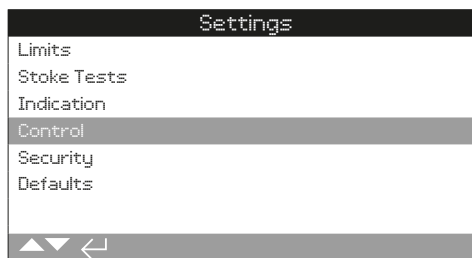 Settings
Limits
Stoke Tests
Indication
Control
Security
Defaults